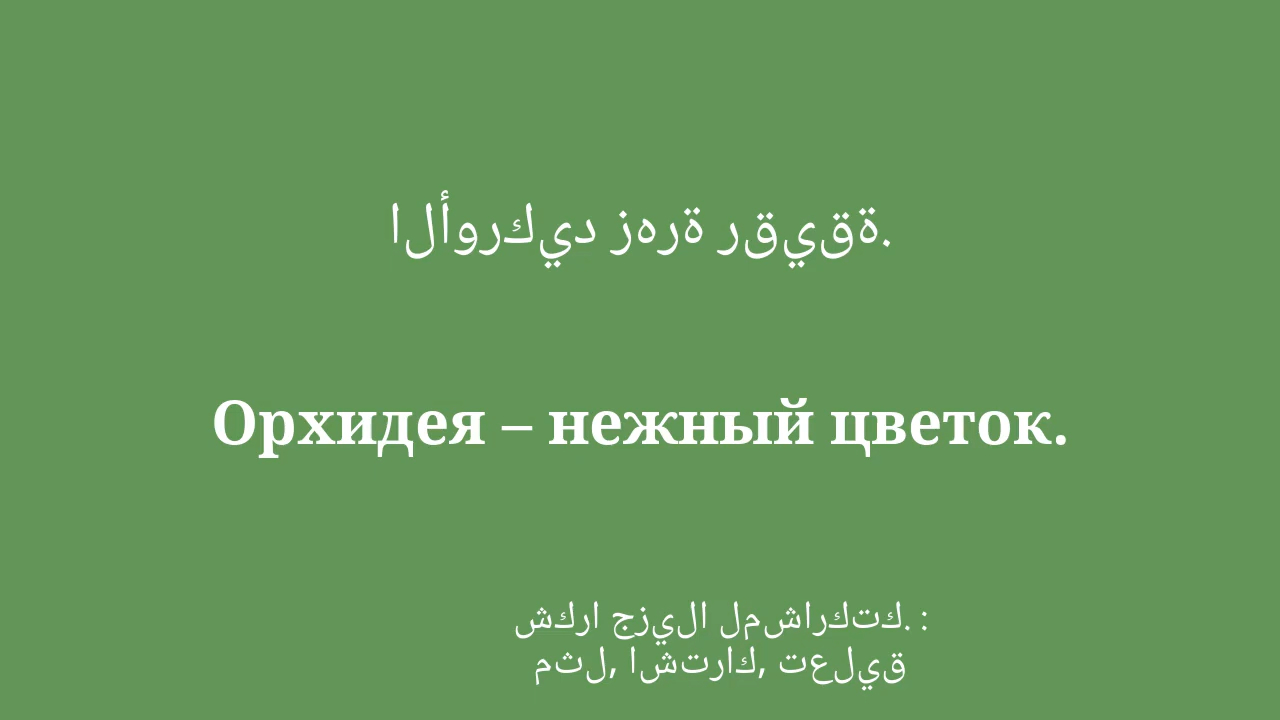 الأوركيد زهرة رقيقة.
Орхидея – нежный цветок.
شكرا جزيلا لمشاركتك. :
مثل, اشتراك, تعليق